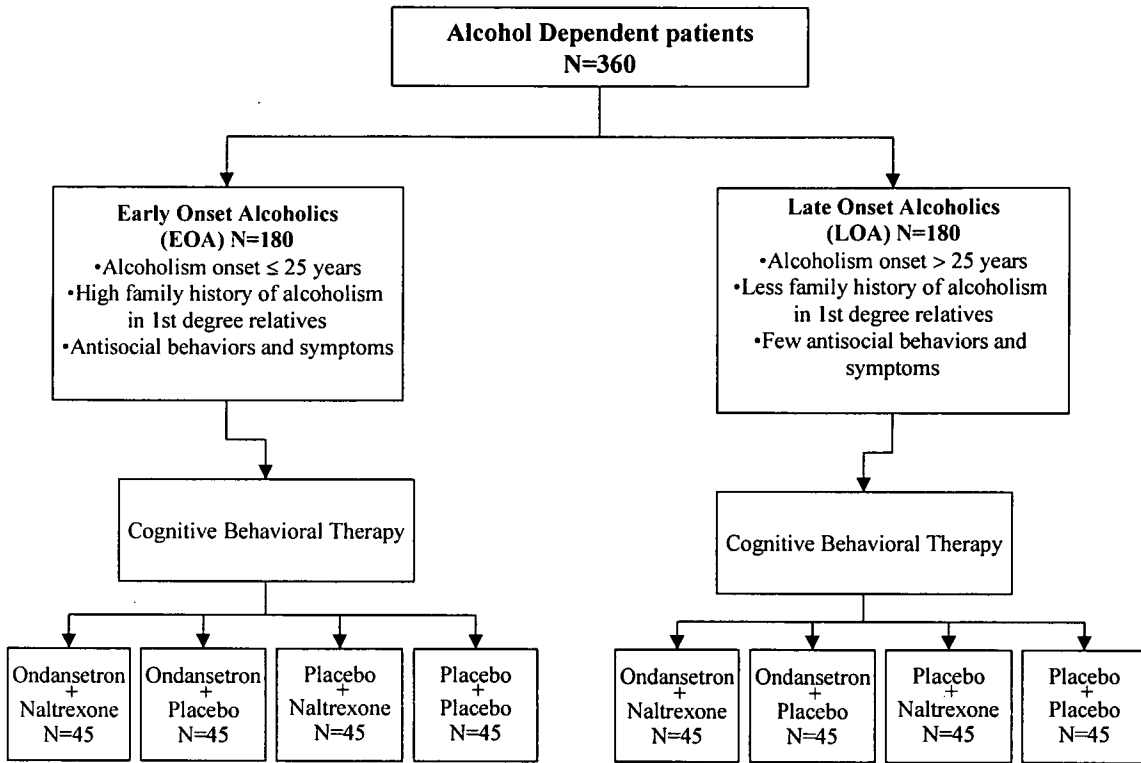 Alcohol Dependent patients
N=360
Early Onset Alcoholics
(EOA) N=180
•Alcoholism onset ≤ 25 years
•High family history of alcoholism
in 1st degree relatives
•Antisocial behaviors and symptoms
Late Onset Alcoholics
(LOA) N=180
•Alcoholism onset > 25 years
•Less family history of alcoholism
in 1st degree relatives
•Few antisocial behaviors and
symptoms
Cognitive Behavioral Therapy
Cognitive Behavioral Therapy
Ondansetron
+
Naltrexone
N=45
Ondansetron
+
Placebo
N=45
Placebo
+
Naltrexone
N=45
Placebo
+
Placebo
N=45
Ondansetron
+
Naltrexone
N=45
Ondansetron
+
Placebo
N=45
Placebo
+
Naltrexone
N=45
Placebo
+
Placebo
N=45